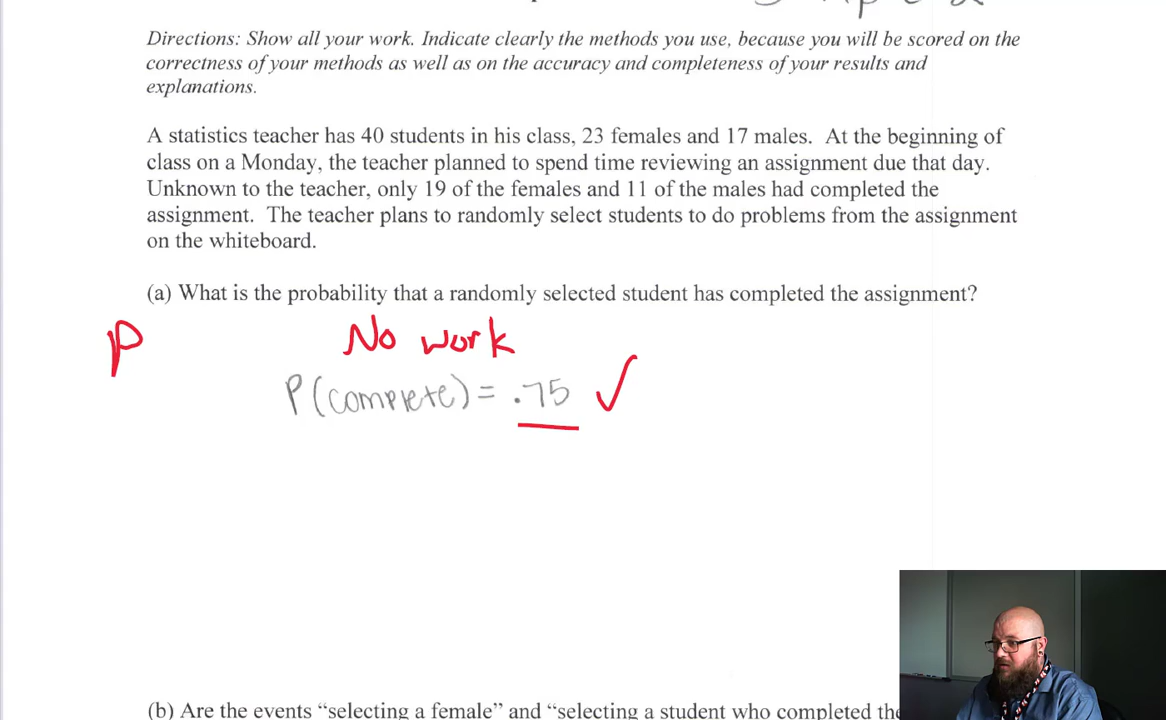 Directions: Show all your work. Indicate clearly the methods you use, because you will be scored on the
correctness of your methods as well as on the accuracy and completeness of your results and
explanations.
A statistics teacher has 40 students in his class, 23 females and 17 males. At the beginning of
class on a Monday, the teacher planned to spend time reviewing an assignment due that day.
Unknown to the teacher, only 19 of the females and 11 of the males had completed the
assignment. The teacher plans to randomly select students to do problems from the assignment
on the whiteboard.
(a) What is the probability that a randomly selected student has completed the assignment?
P
No work
P(complete) = .75 ✓
(b) Are the events “selecting a female” and “selecting a student who completed the